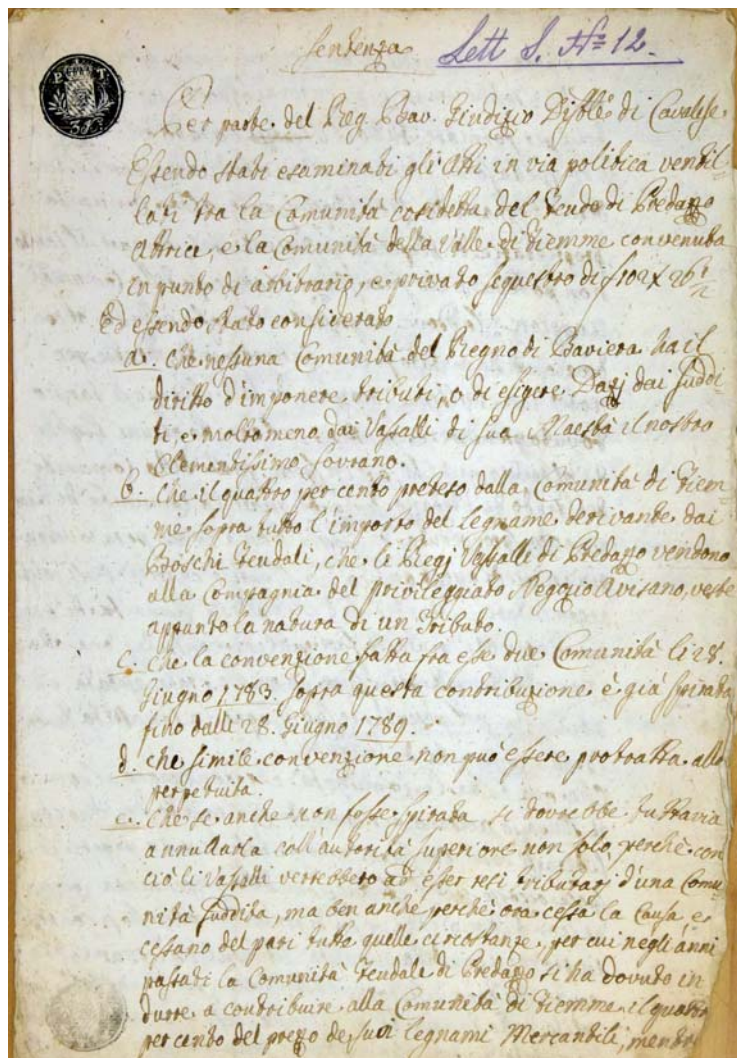 Sentenza
Lett S. N= 12.
P T
Per parte del Reg. Bav. Giudizio Distle di Cavalese
Essendo stati esaminati gli Atti in via politica ventil-
lati tra la Comunità cosidetta del Feudo di Predazzo
Attrice, e la Comunità della Valle di Fiemme convenuta
in punto di arbitrario, e privato sequestro di f 102 x
Ed essendo stato considerato
a. che nessuna Comunità del Regno di Baviera ha il
diritto d'imponere tributi, o di esigere Dazj dai suddi-
ti, e molto meno dai Vassalli di Sua Maestà il nostro
Clementissimo Sovrano.
b. che il quattro per cento preteso dalla Comunità di Fiem-
me sopra tutto l'importo del Legname derivante dai
Boschi Feudali, che li Regj Vassalli di Predazzo vendono
alla Compagnia del privileggiato Negozio Avisano, veste
appunto la natura di un Tributo.
c. che la convenzione fatta fra esse due Comunità li 28.
Giugno 1783. sopra questa contribuzione è già spirata
fino dalli 28. Giugno 1789.
d. che simile convenzione non può essere protratta alla
perpetuità.
e. che se anche non fosse spirata, si dovrebbe tuttavia
annullarla coll'autorità superiore non solo perchè con
ciò li Vassalli verrebbero ad esser resi tributarj d'una Comu-
nità suddita, ma ben anche perchè ora cessa la Causa e
cessano del pari tutte quelle circostanze, per cui negli anni
passati la Comunità Feudale di Predazzo si ha dovuto in
durre a contribuire alla Comunità di Fiemme il quattro
per cento del prezzo de suoi legnami Mercantili, mentre